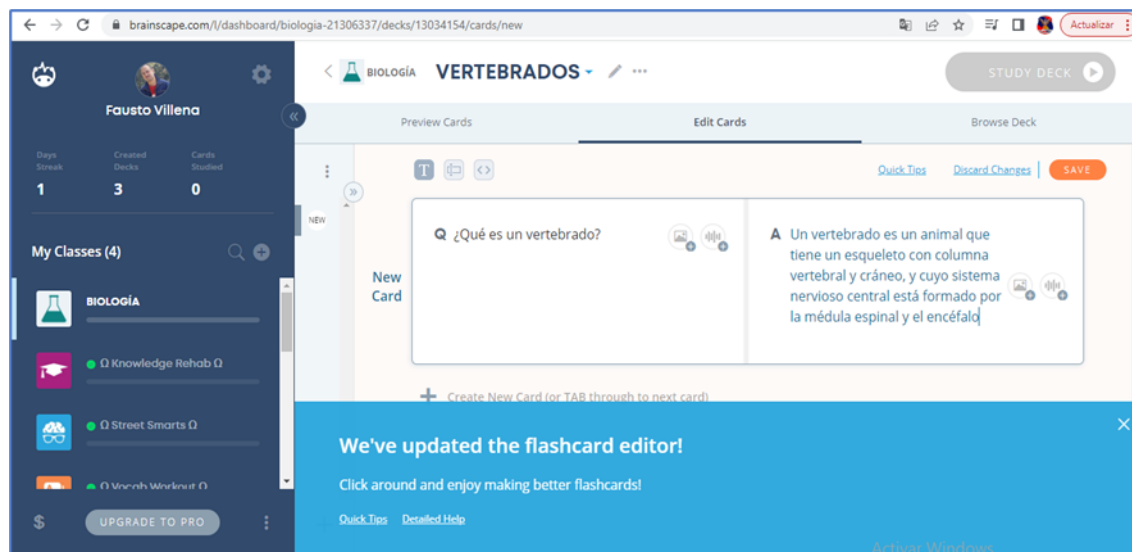 brainscape.com/l/dashboard/biologia-21306337/decks/13034154/cards/new
Actualizar
Fausto Villena
Days Streak
Created Decks
Cards Studied
1
3
0
My Classes (4)
BIOLOGÍA
Ω Knowledge Rehab Ω
Ω Street Smarts Ω
Ω Vocab Workout Ω
$
UPGRADE TO PRO
BIOLOGÍA
VERTEBRADOS
STUDY DECK
Preview Cards
Edit Cards
Browse Deck
T
Quick Tips
Discard Changes
SAVE
NEW
New
Card
Q ¿Qué es un vertebrado?
A Un vertebrado es un animal que
tiene un esqueleto con columna
vertebral y cráneo, y cuyo sistema
nervioso central está formado por
la médula espinal y el encéfalo
Create New Card (or TAB through to next card)
We've updated the flashcard editor!
Click around and enjoy making better flashcards!
Quick Tips
Detailed Help
Activar Windows